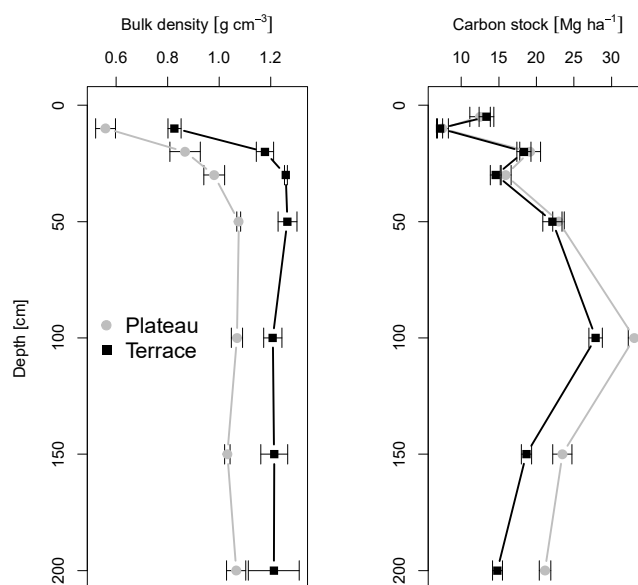 Bulk density [g cm⁻³]
0.6 0.8 1.0 1.2
Carbon stock [Mg ha⁻¹]
10 15 20 25 30
Depth [cm]
0
50
100
150
200
Plateau
Terrace
0
50
100
150
200